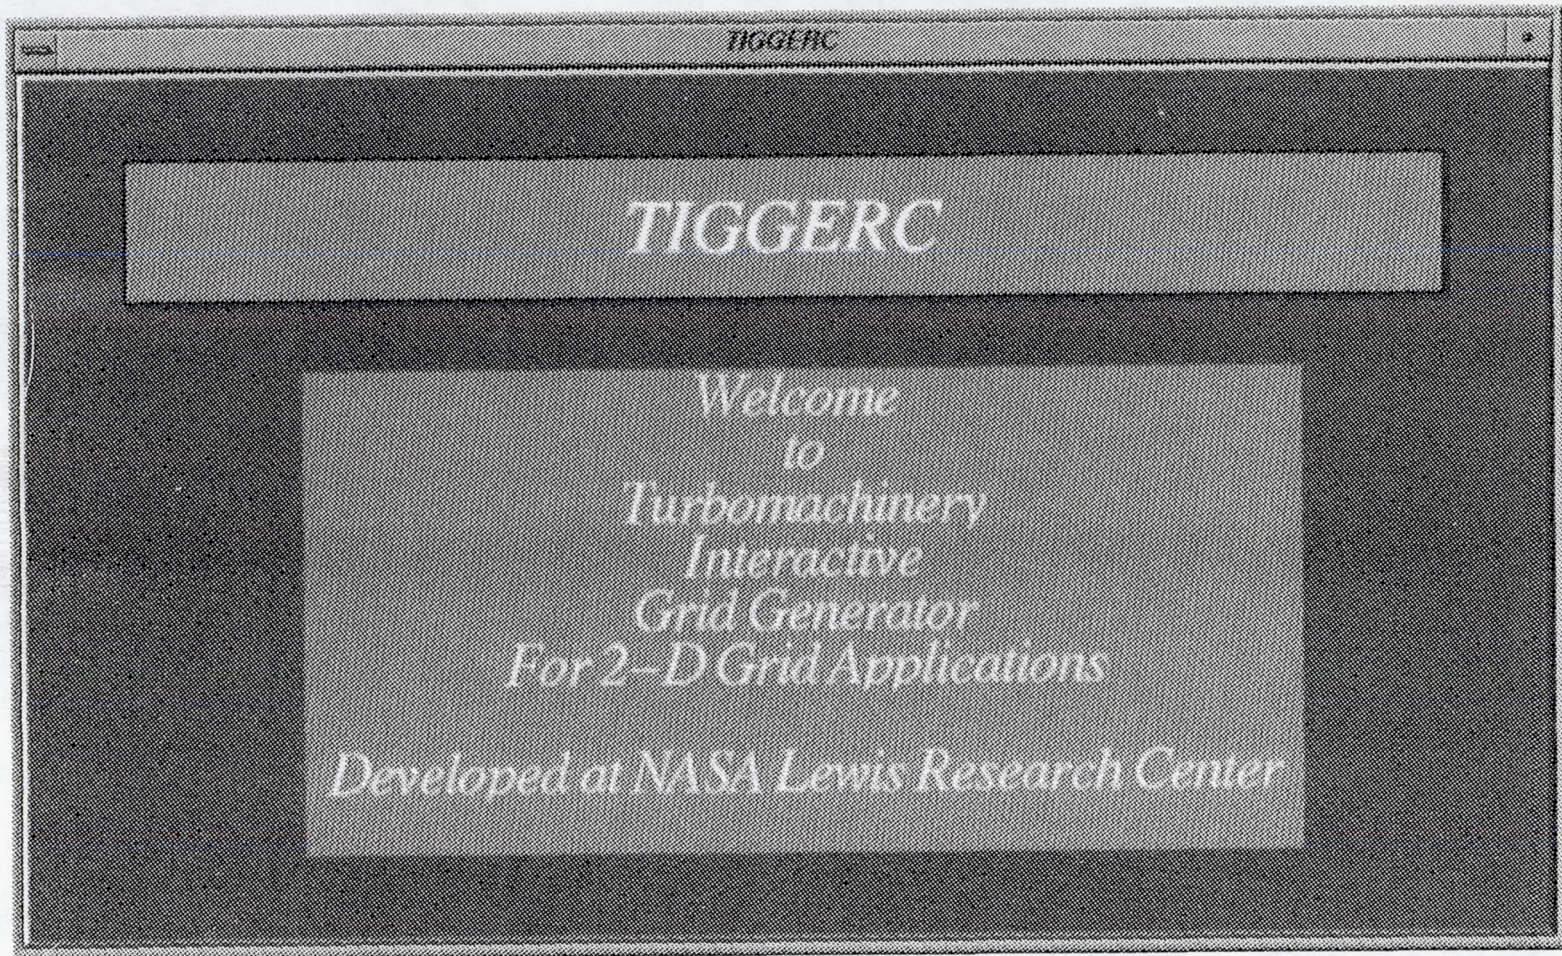 TIGGERC
TIGGERC
Welcome
to
Turbomachinery
Interactive
Grid Generator
For 2-D Grid Applications
Developed at NASA Lewis Research Center